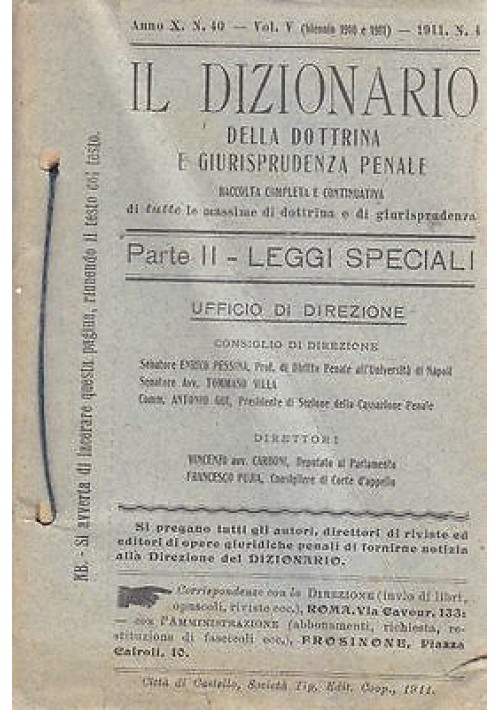 Anno X. N. 40 — Vol. V (biennio 1910 e 1911) — 1911. N. 4
IL DIZIONARIO
DELLA DOTTRINA
E GIURISPRUDENZA PENALE
RACCOLTA COMPLETA E CONTINUATIVA
di tutte le massime di dottrina e di giurisprudenza
Parte II - LEGGI SPECIALI
UFFICIO DI DIREZIONE
CONSIGLIO DI DIREZIONE
Senatore ENRICO PESSINA, Prof. di Diritto Penale all'Università di Napoli
Senatore Avv. TOMMASO VILLA
Comm. ANTONIO GUI, Presidente di Sezione della Cassazione Penale
DIRETTORI
VINCENZO avv. CARBONI, Deputato al Parlamento
FRANCESCO PUJIA, Consigliere di Corte d'appello
Si pregano tutti gli autori, direttori di riviste ed
editori di opere giuridiche penali di fornirne notizia
alla Direzione del DIZIONARIO.
Corrispondenze con la DIREZIONE (invio di libri,
opuscoli, riviste ecc.), ROMA, Via Cavour, 133:
— con l'AMMINISTRAZIONE (abbonamenti, richiesta, re-
stituzione di fascicoli ecc.), FROSINONE, Piazza
Cairoli, 10.
Città di Castello, Società Tip. Edit. Coop., 1911.
NB. - Si avverta di lacerare questa pagina, riunendo il testo col testo.